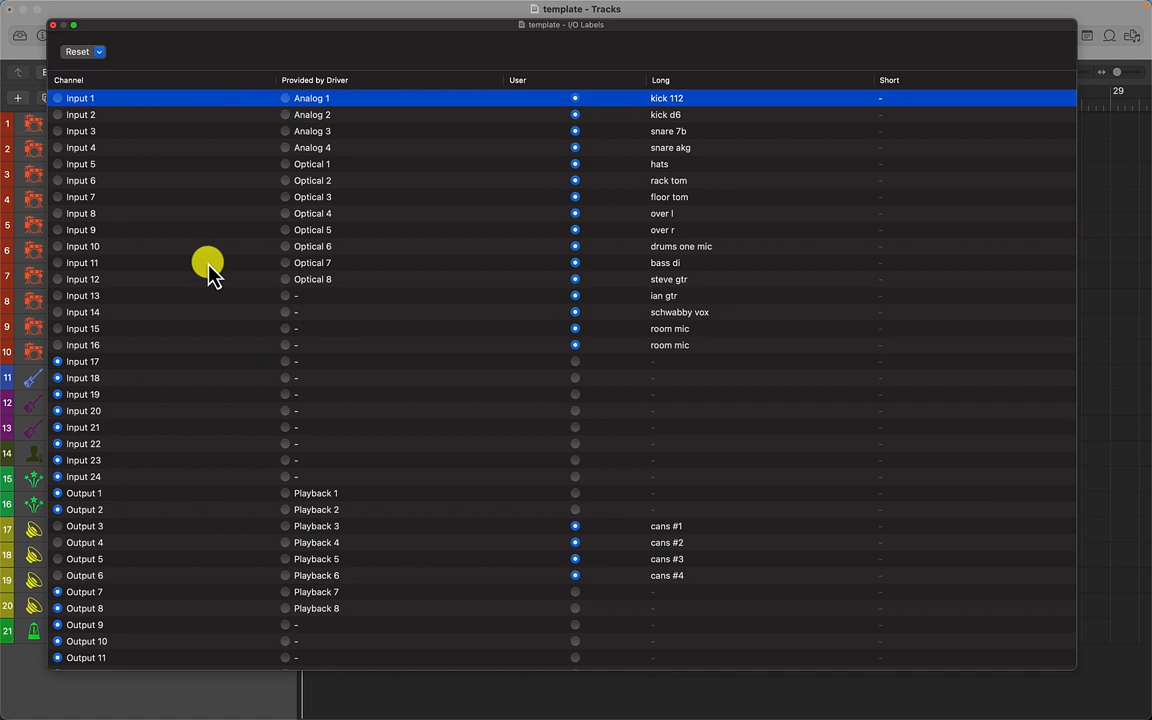 template - Tracks
template - I/O Labels
Reset
Channel Provided by Driver User Long Short
29
Input 1 Analog 1 kick 112 -
Input 2 Analog 2 kick d6 -
Input 3 Analog 3 snare 7b -
Input 4 Analog 4 snare akg -
Input 5 Optical 1 hats -
Input 6 Optical 2 rack tom -
Input 7 Optical 3 floor tom -
Input 8 Optical 4 over l -
Input 9 Optical 5 over r -
Input 10 Optical 6 drums one mic -
Input 11 Optical 7 bass di -
Input 12 Optical 8 steve gtr -
Input 13 - ian gtr -
Input 14 - schwabby vox -
Input 15 - room mic -
Input 16 - room mic -
Input 17 - - -
Input 18 - - -
Input 19 - - -
Input 20 - - -
Input 21 - - -
Input 22 - - -
Input 23 - - -
Input 24 - - -
Output 1 Playback 1 - -
Output 2 Playback 2 - -
Output 3 Playback 3 cans #1 -
Output 4 Playback 4 cans #2 -
Output 5 Playback 5 cans #3 -
Output 6 Playback 6 cans #4 -
Output 7 Playback 7 - -
Output 8 Playback 8 - -
Output 9 - - -
Output 10 - - -
Output 11 - - -
1
2
3
4
5
6
7
8
9
10
11
12
13
14
15
16
17
18
19
20
21